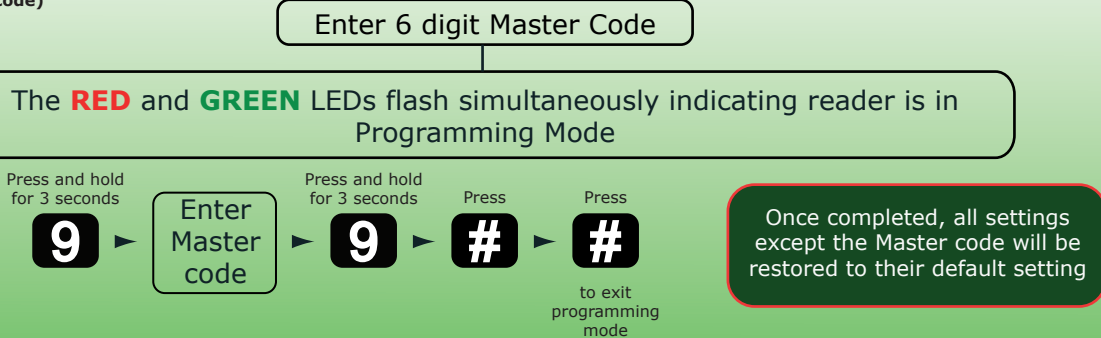 code)
Enter 6 digit Master Code
The RED and GREEN LEDs flash simultaneously indicating reader is in
Programming Mode
Press and hold
for 3 seconds
9
Enter
Master
code
Press and hold
for 3 seconds
9
Press
#
Press
#
to exit
programming
mode
Once completed, all settings
except the Master code will be
restored to their default setting